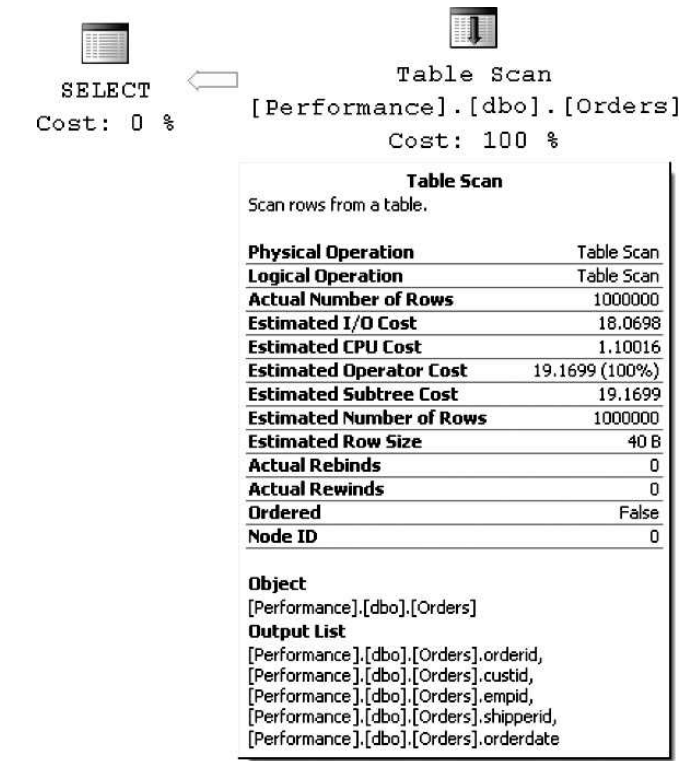 SELECT
Cost: 0 %
Table Scan
[Performance].[dbo].[Orders]
Cost: 100 %
Table Scan
Scan rows from a table.
Physical Operation Table Scan
Logical Operation Table Scan
Actual Number of Rows 1000000
Estimated I/O Cost 18.0698
Estimated CPU Cost 1.10016
Estimated Operator Cost 19.1699 (100%)
Estimated Subtree Cost 19.1699
Estimated Number of Rows 1000000
Estimated Row Size 40 B
Actual Rebinds 0
Actual Rewinds 0
Ordered False
Node ID 0
Object
[Performance].[dbo].[Orders]
Output List
[Performance].[dbo].[Orders].orderid,
[Performance].[dbo].[Orders].custid,
[Performance].[dbo].[Orders].empid,
[Performance].[dbo].[Orders].shipperid,
[Performance].[dbo].[Orders].orderdate